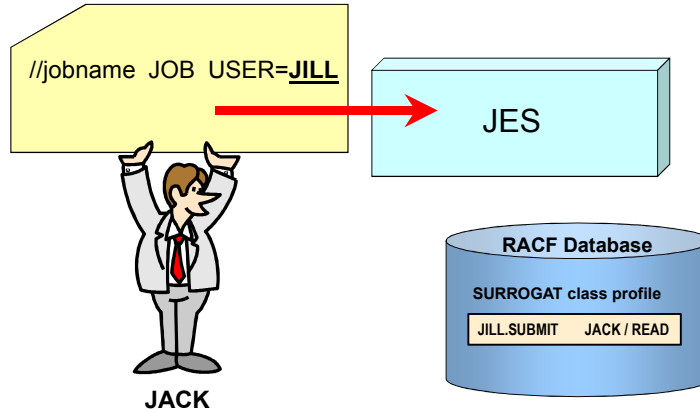 //jobname JOB USER=JILL
JES
RACF Database
SURROGAT class profile
JILL.SUBMIT JACK / READ
JACK